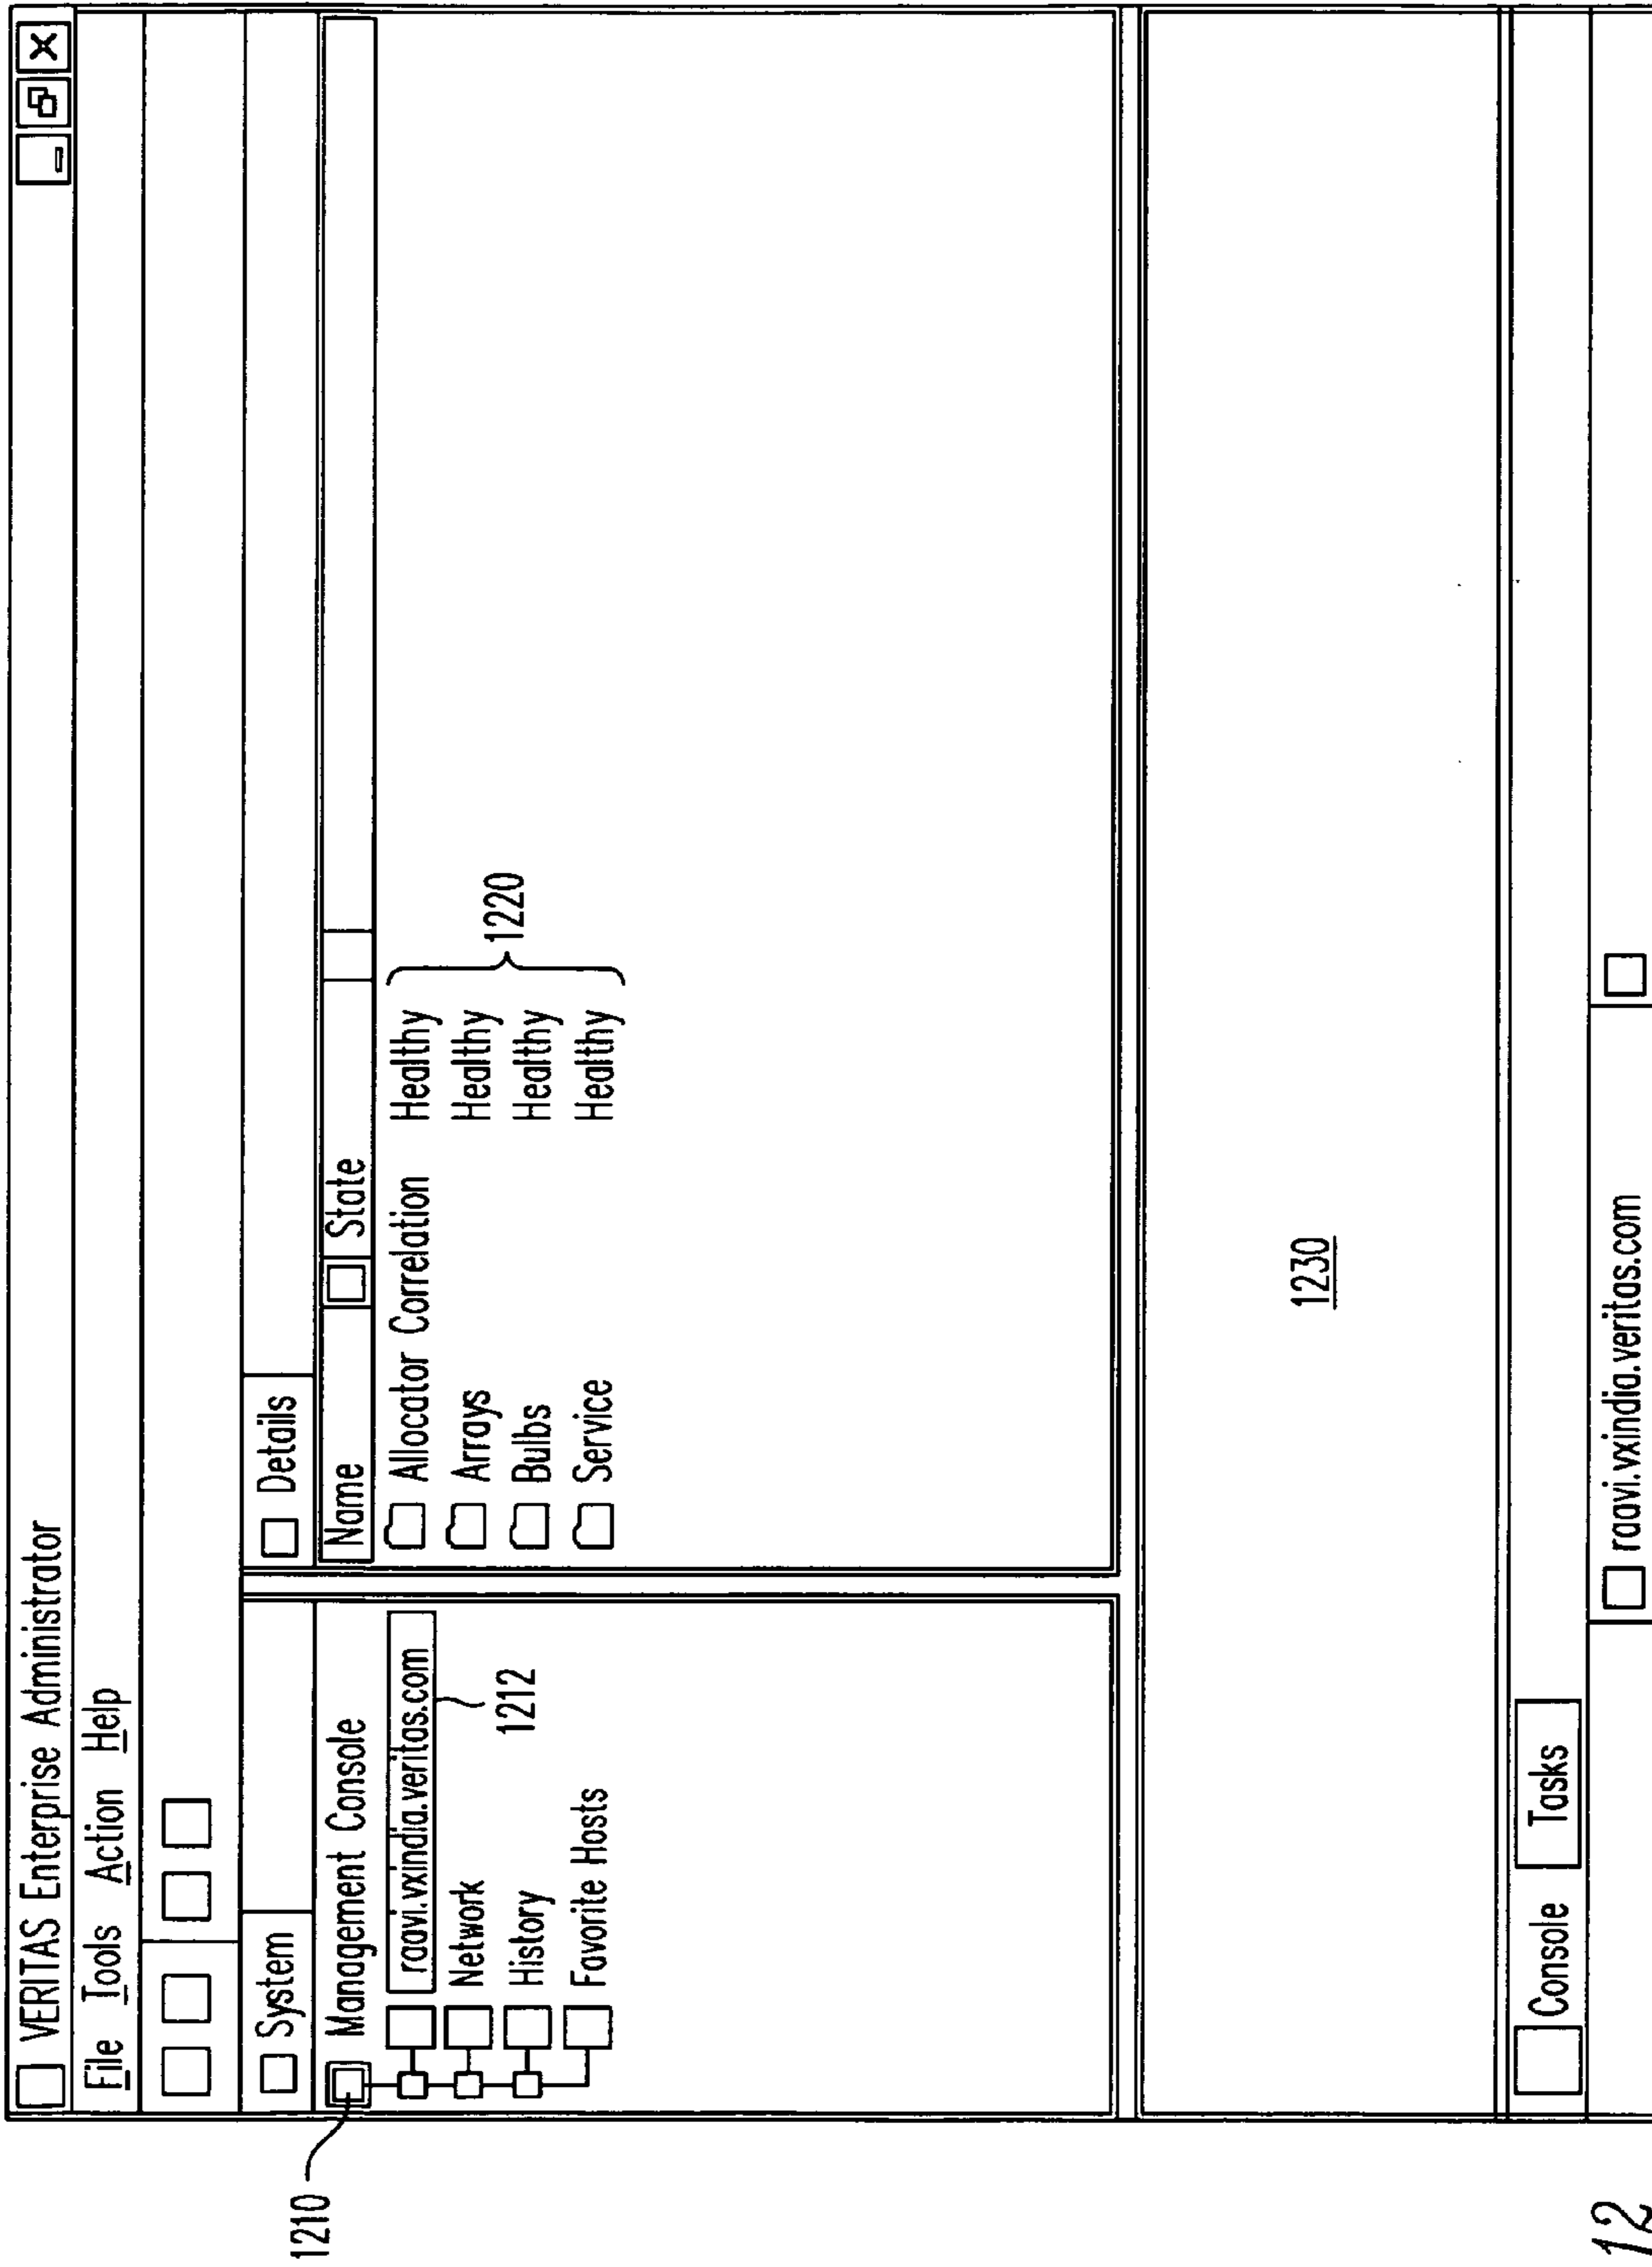 VERITAS Enterprise Administrator
File Tools Action Help
System
Details
1210
Management Console
Name State
raavi.vxindia.veritas.com
Allocator Correlation Healthy
Network
Arrays Healthy
1212
1220
History
Bulbs Healthy
Favorite Hosts
Service Healthy
1230
Console Tasks
raavi.vxindia.veritas.com
12